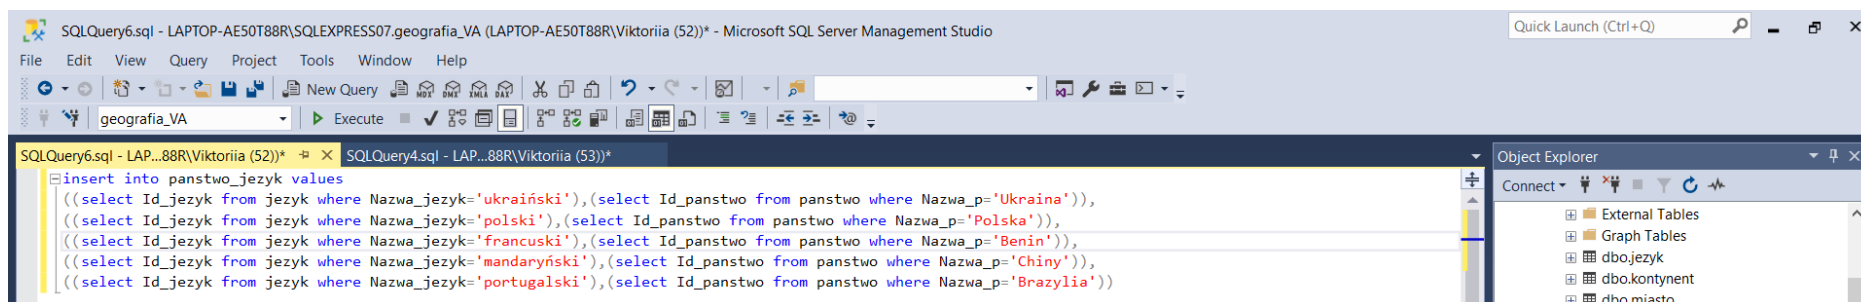 SQLQuery6.sql - LAPTOP-AE50T88R\SQLEXPRESS07.geografia_VA (LAPTOP-AE50T88R\Viktoriia (52))* - Microsoft SQL Server Management Studio
Quick Launch (Ctrl+Q)
File Edit View Query Project Tools Window Help
New Query MDX DMX XMLA DAX
geografia_VA Execute
SQLQuery6.sql - LAP...88R\Viktoriia (52))* SQLQuery4.sql - LAP...88R\Viktoriia (53))*
insert into panstwo_jezyk values
((select Id_jezyk from jezyk where Nazwa_jezyk='ukraiński'),(select Id_panstwo from panstwo where Nazwa_p='Ukraina')),
((select Id_jezyk from jezyk where Nazwa_jezyk='polski'),(select Id_panstwo from panstwo where Nazwa_p='Polska')),
((select Id_jezyk from jezyk where Nazwa_jezyk='francuski'),(select Id_panstwo from panstwo where Nazwa_p='Benin')),
((select Id_jezyk from jezyk where Nazwa_jezyk='mandaryński'),(select Id_panstwo from panstwo where Nazwa_p='Chiny')),
((select Id_jezyk from jezyk where Nazwa_jezyk='portugalski'),(select Id_panstwo from panstwo where Nazwa_p='Brazylia'))
Object Explorer
Connect
External Tables
Graph Tables
dbo.jezyk
dbo.kontynent
dbo.miasto